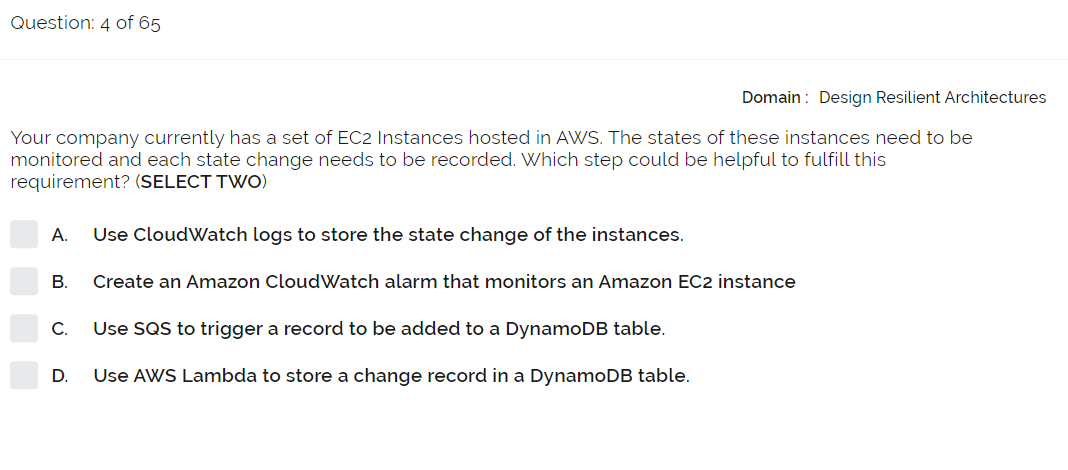 Question: 4 of 65
Domain : Design Resilient Architectures
Your company currently has a set of EC2 Instances hosted in AWS. The states of these instances need to be
monitored and each state change needs to be recorded. Which step could be helpful to fulfill this
requirement? (SELECT TWO)
A. Use CloudWatch logs to store the state change of the instances.
B. Create an Amazon CloudWatch alarm that monitors an Amazon EC2 instance
C. Use SQS to trigger a record to be added to a DynamoDB table.
D. Use AWS Lambda to store a change record in a DynamoDB table.